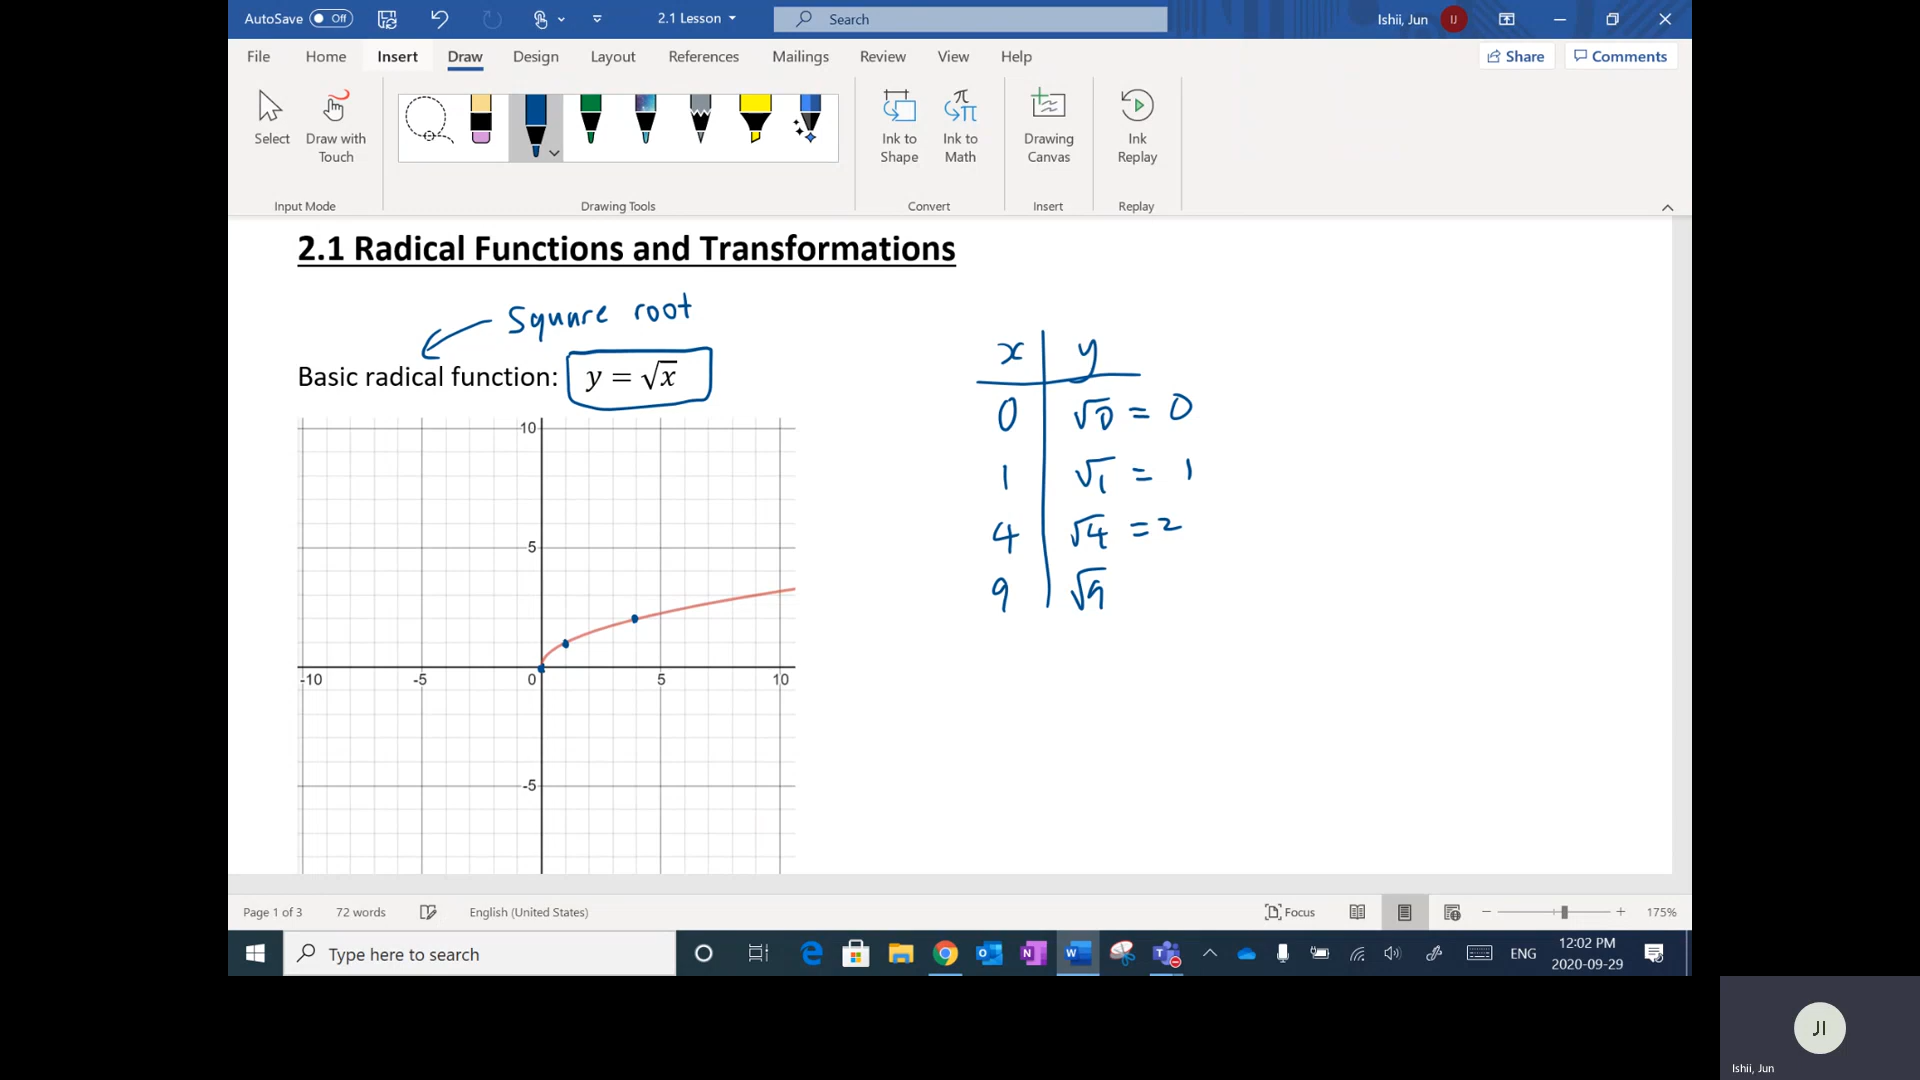 AutoSave Off 2.1 Lesson Search Ishii, Jun IJ
File Home Insert Draw Design Layout References Mailings Review View Help Share Comments
Select Draw with Touch Ink to Shape Ink to Math Drawing Canvas Ink Replay
Input Mode Drawing Tools Convert Insert Replay
2.1 Radical Functions and Transformations
Square root
Basic radical function: y = √x
x y
0 √0 = 0
1 √1 = 1
4 √4 = 2
9 √9
10
5
-10 -5 0 5 10
-5
Page 1 of 3 72 words English (United States) Focus 175%
Type here to search ENG 12:02 PM
2020-09-29
JI
Ishii, Jun